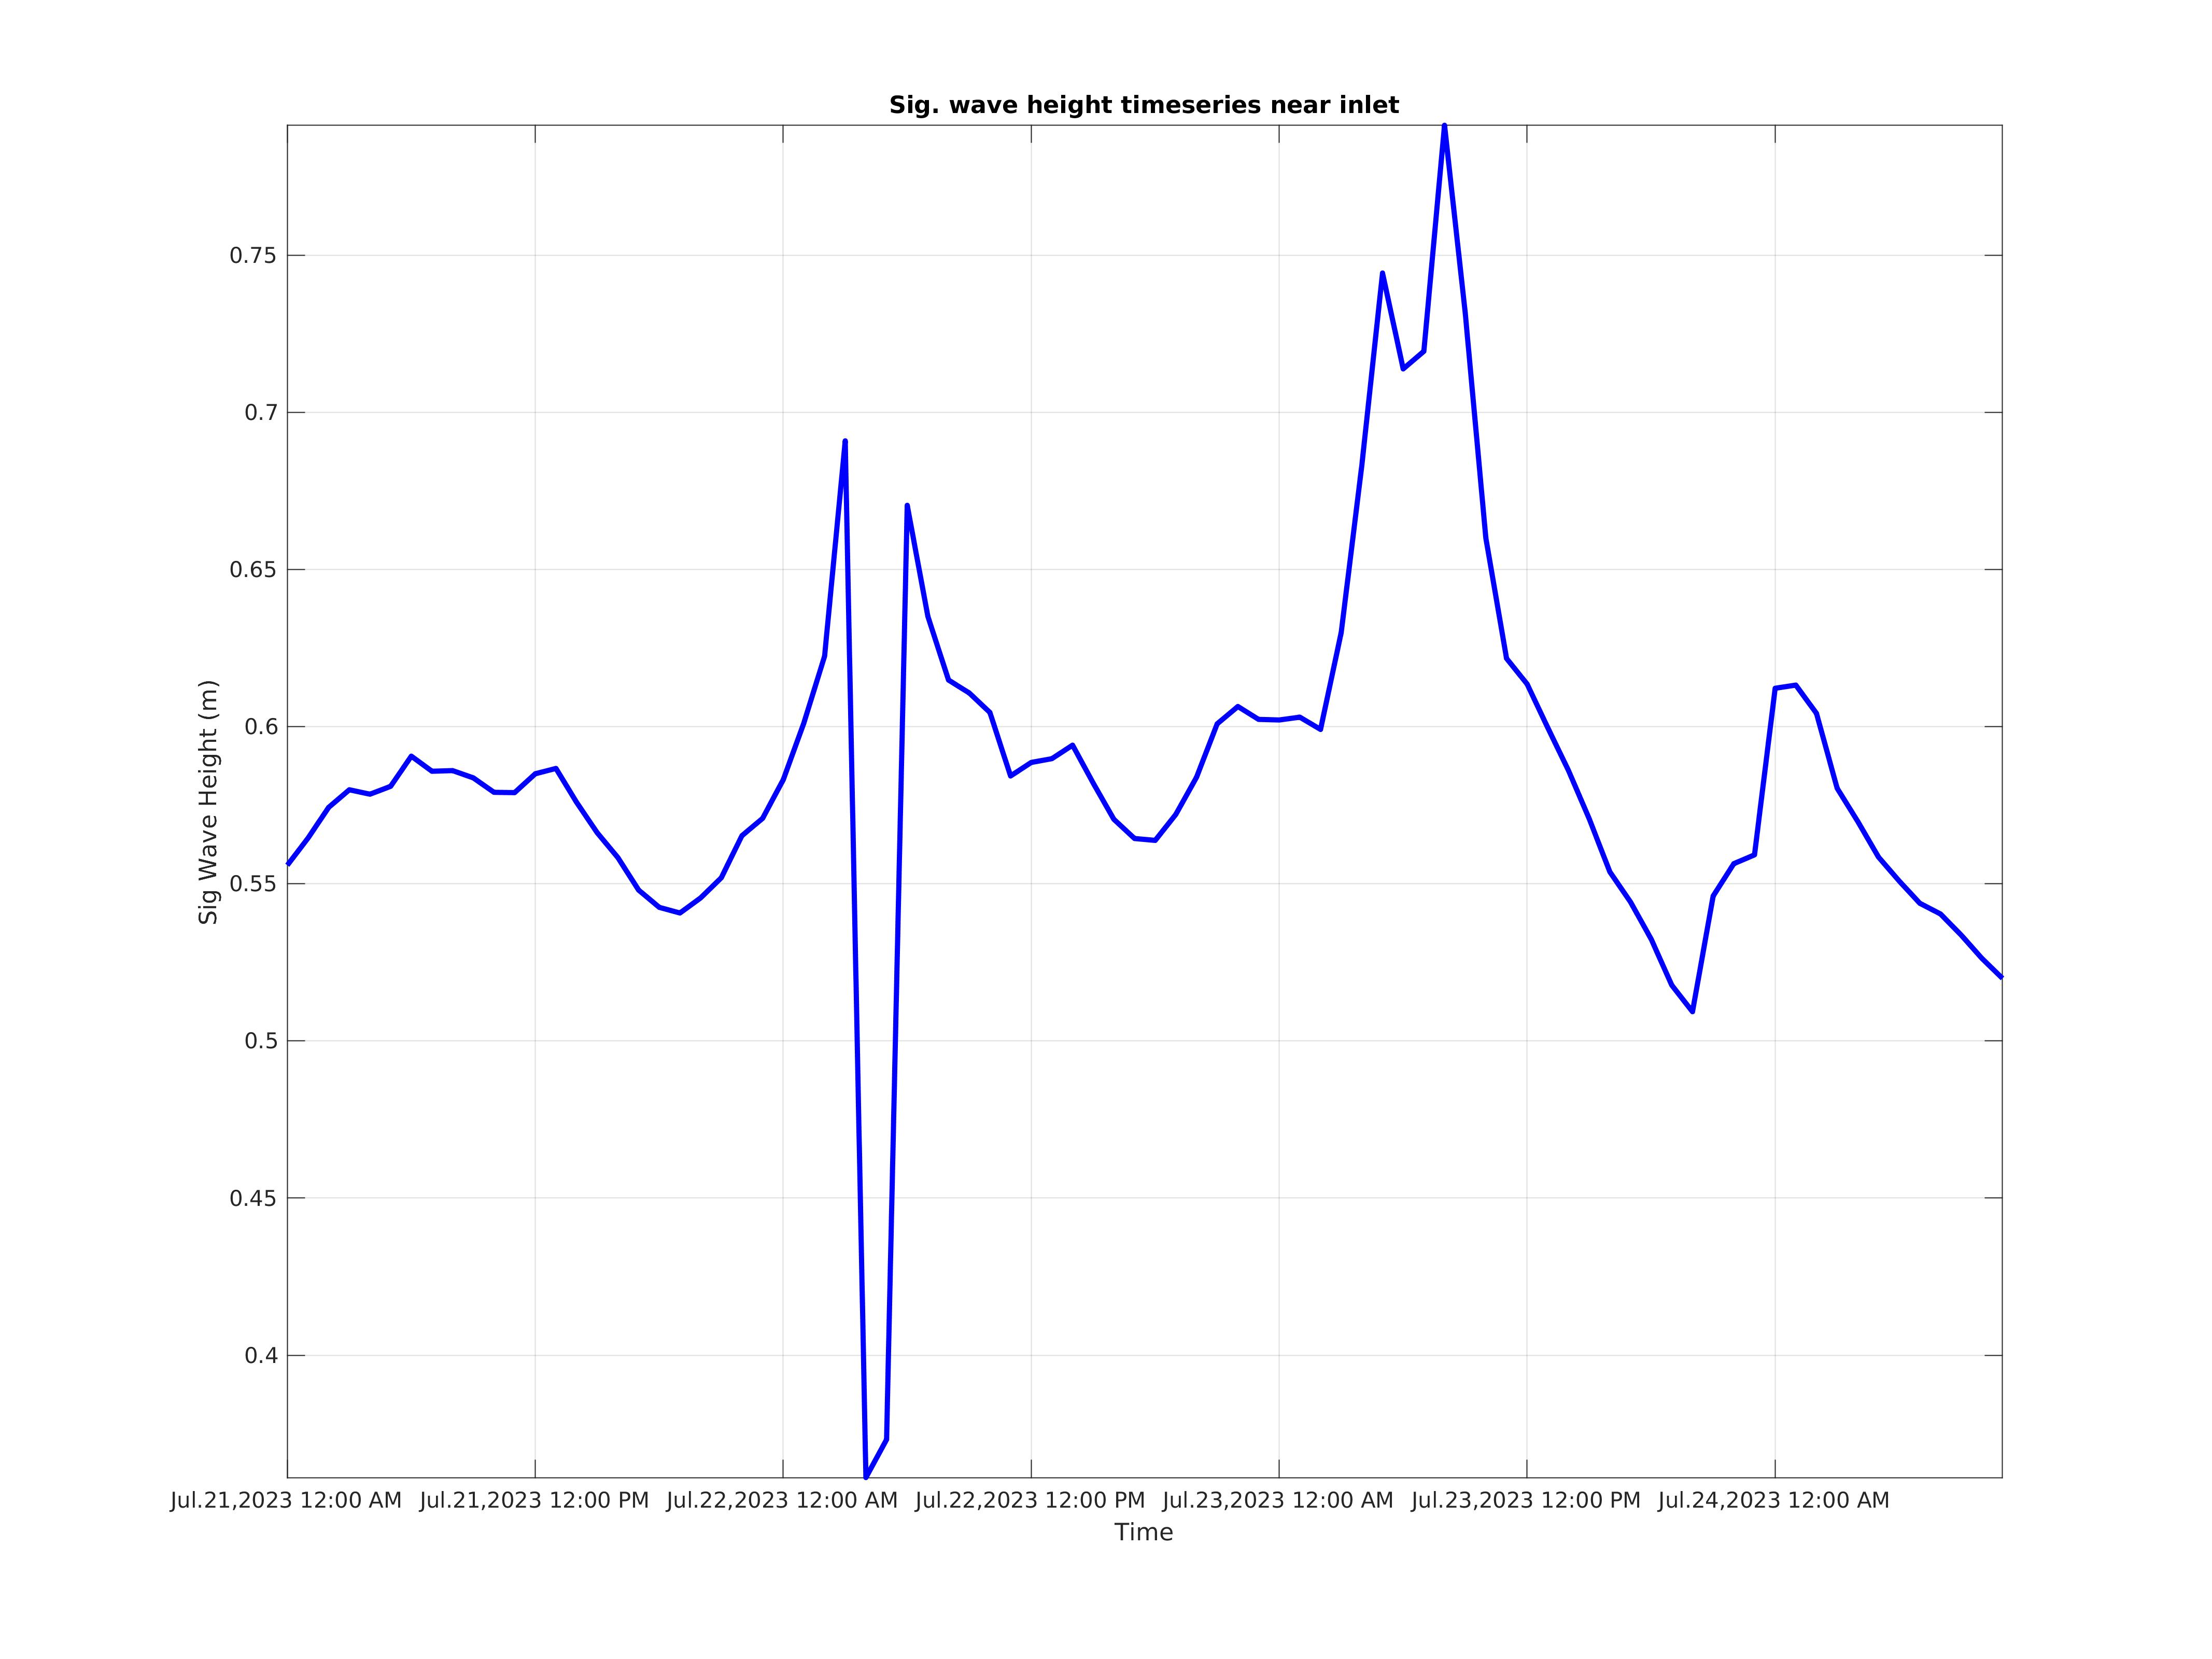 Sig. wave height timeseries near inlet
0.75
0.7
0.65
0.6
0.55
0.5
0.45
0.4
Sig Wave Height (m)
Jul.21,2023 12:00 AM Jul.21,2023 12:00 PM Jul.22,2023 12:00 AM Jul.22,2023 12:00 PM Jul.23,2023 12:00 AM Jul.23,2023 12:00 PM Jul.24,2023 12:00 AM
Time